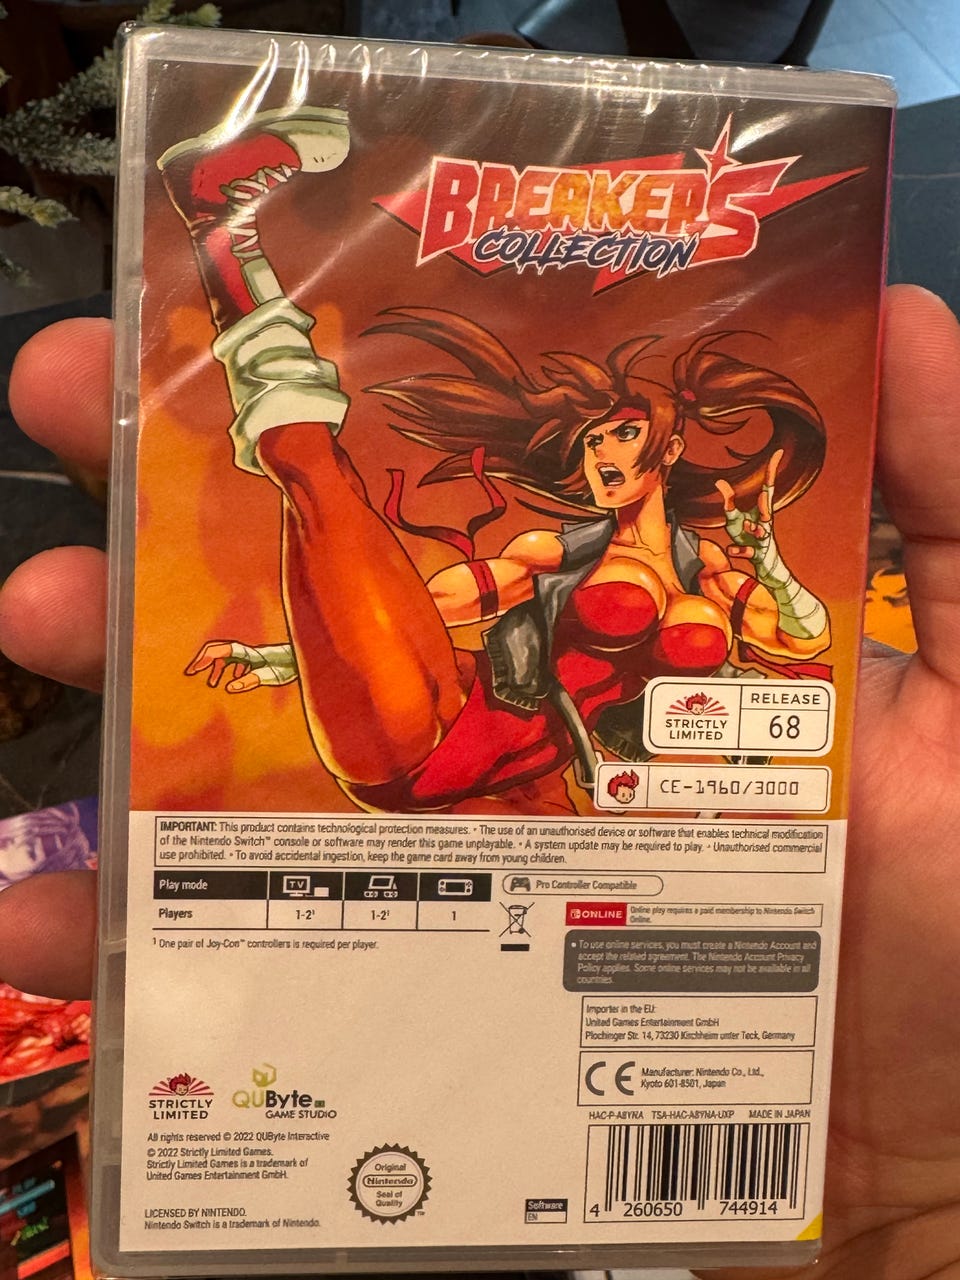 BREAKER'S
COLLECTION
STRICTLY
LIMITED
RELEASE
68
CE-1960/3000
IMPORTANT: This product contains technological protection measures. • The use of an unauthorised device or software that enables technical modification
of the Nintendo Switch™ console or software may render this game unplayable. • A system update may be required to play. • Unauthorised commercial
use prohibited. • To avoid accidental ingestion, keep the game card away from young children.
Play mode
TV
Players
1-2¹
1-2¹
1
Pro Controller Compatible
ONLINE
Online play requires a paid membership to Nintendo Switch
Online.
¹ One pair of Joy-Con™ controllers is required per player.
• To use online services, you must create a Nintendo Account and
accept the related agreement. The Nintendo Account Privacy
Policy applies. Some online services may not be available in all
countries.
Importer in the EU:
United Games Entertainment GmbH
Plochinger Str. 14, 73230 Kirchheim unter Teck, Germany
CE
Manufacturer: Nintendo Co., Ltd.,
Kyoto 601-8501, Japan
STRICTLY
LIMITED
QUByte
GAME STUDIO
HAC-P-A8YNA TSA-HAC-A8YNA-UXP MADE IN JAPAN
All rights reserved © 2022 QUByte Interactive
© 2022 Strictly Limited Games.
Strictly Limited Games is a trademark of
United Games Entertainment GmbH.
LICENSED BY NINTENDO.
Nintendo Switch is a trademark of Nintendo.
Original
Nintendo
Seal of
Quality
TM
Software
EN
4 260650 744914